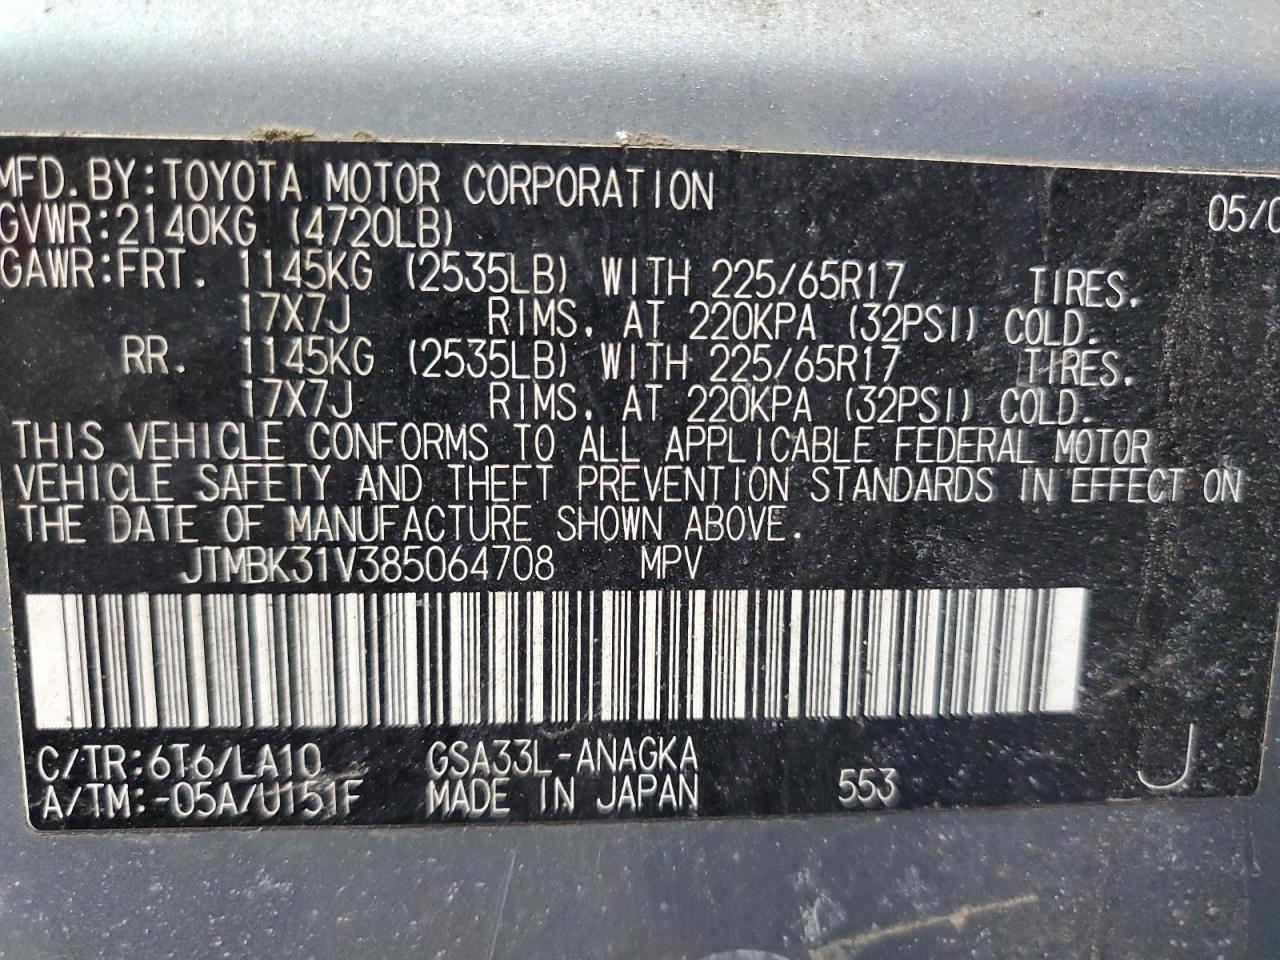 MFD. BY: TOYOTA MOTOR CORPORATION 05/0
GVWR: 2140KG (4720LB)
GAWR: FRT. 1145KG (2535LB) WITH 225/65R17 TIRES.
17X7J RIMS, AT 220KPA (32PSI) COLD.
RR. 1145KG (2535LB) WITH 225/65R17 TIRES.
17X7J RIMS, AT 220KPA (32PSI) COLD.
THIS VEHICLE CONFORMS TO ALL APPLICABLE FEDERAL MOTOR
VEHICLE SAFETY AND THEFT PREVENTION STANDARDS IN EFFECT ON
THE DATE OF MANUFACTURE SHOWN ABOVE.
JTMBK31V385064708 MPV
C/TR: 6T6/LA10 GSA33L-ANAGKA
A/TM: -05A/U151F MADE IN JAPAN 553 J